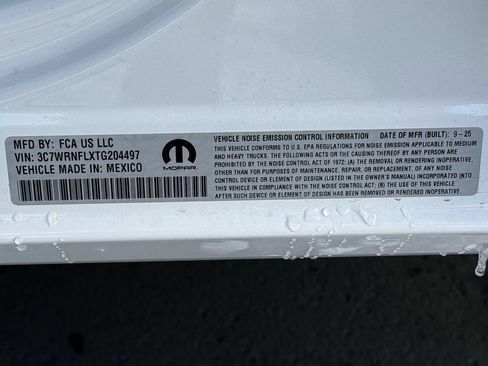 MFD BY: FCA US LLC
VIN: 3C7WRNFLXTG204497
VEHICLE MADE IN: MEXICO
MOPAR
VEHICLE NOISE EMISSION CONTROL INFORMATION DATE OF MFR (BUILT): 9-25
THIS VEHICLE CONFORMS TO U.S. EPA REGULATIONS FOR NOISE EMISSION APPLICABLE TO MEDIUM
AND HEAVY TRUCKS. THE FOLLOWING ACTS OR THE CAUSING THEREOF BY ANY PERSON ARE
PROHIBITED BY THE NOISE CONTROL ACT OF 1972: (A) THE REMOVAL OR RENDERING INOPERATIVE,
OTHER THAN FOR PURPOSES OF MAINTENANCE, REPAIR, OR REPLACEMENT, OF ANY NOISE
CONTROL DEVICE OR ELEMENT OF DESIGN (LISTED IN THE OWNER'S MANUAL) INCORPORATED INTO
THIS VEHICLE IN COMPLIANCE WITH THE NOISE CONTROL ACT; (B) THE USE OF THIS VEHICLE
AFTER SUCH DEVICE OR ELEMENT OF DESIGN HAS BEEN REMOVED OR RENDERED INOPERATIVE